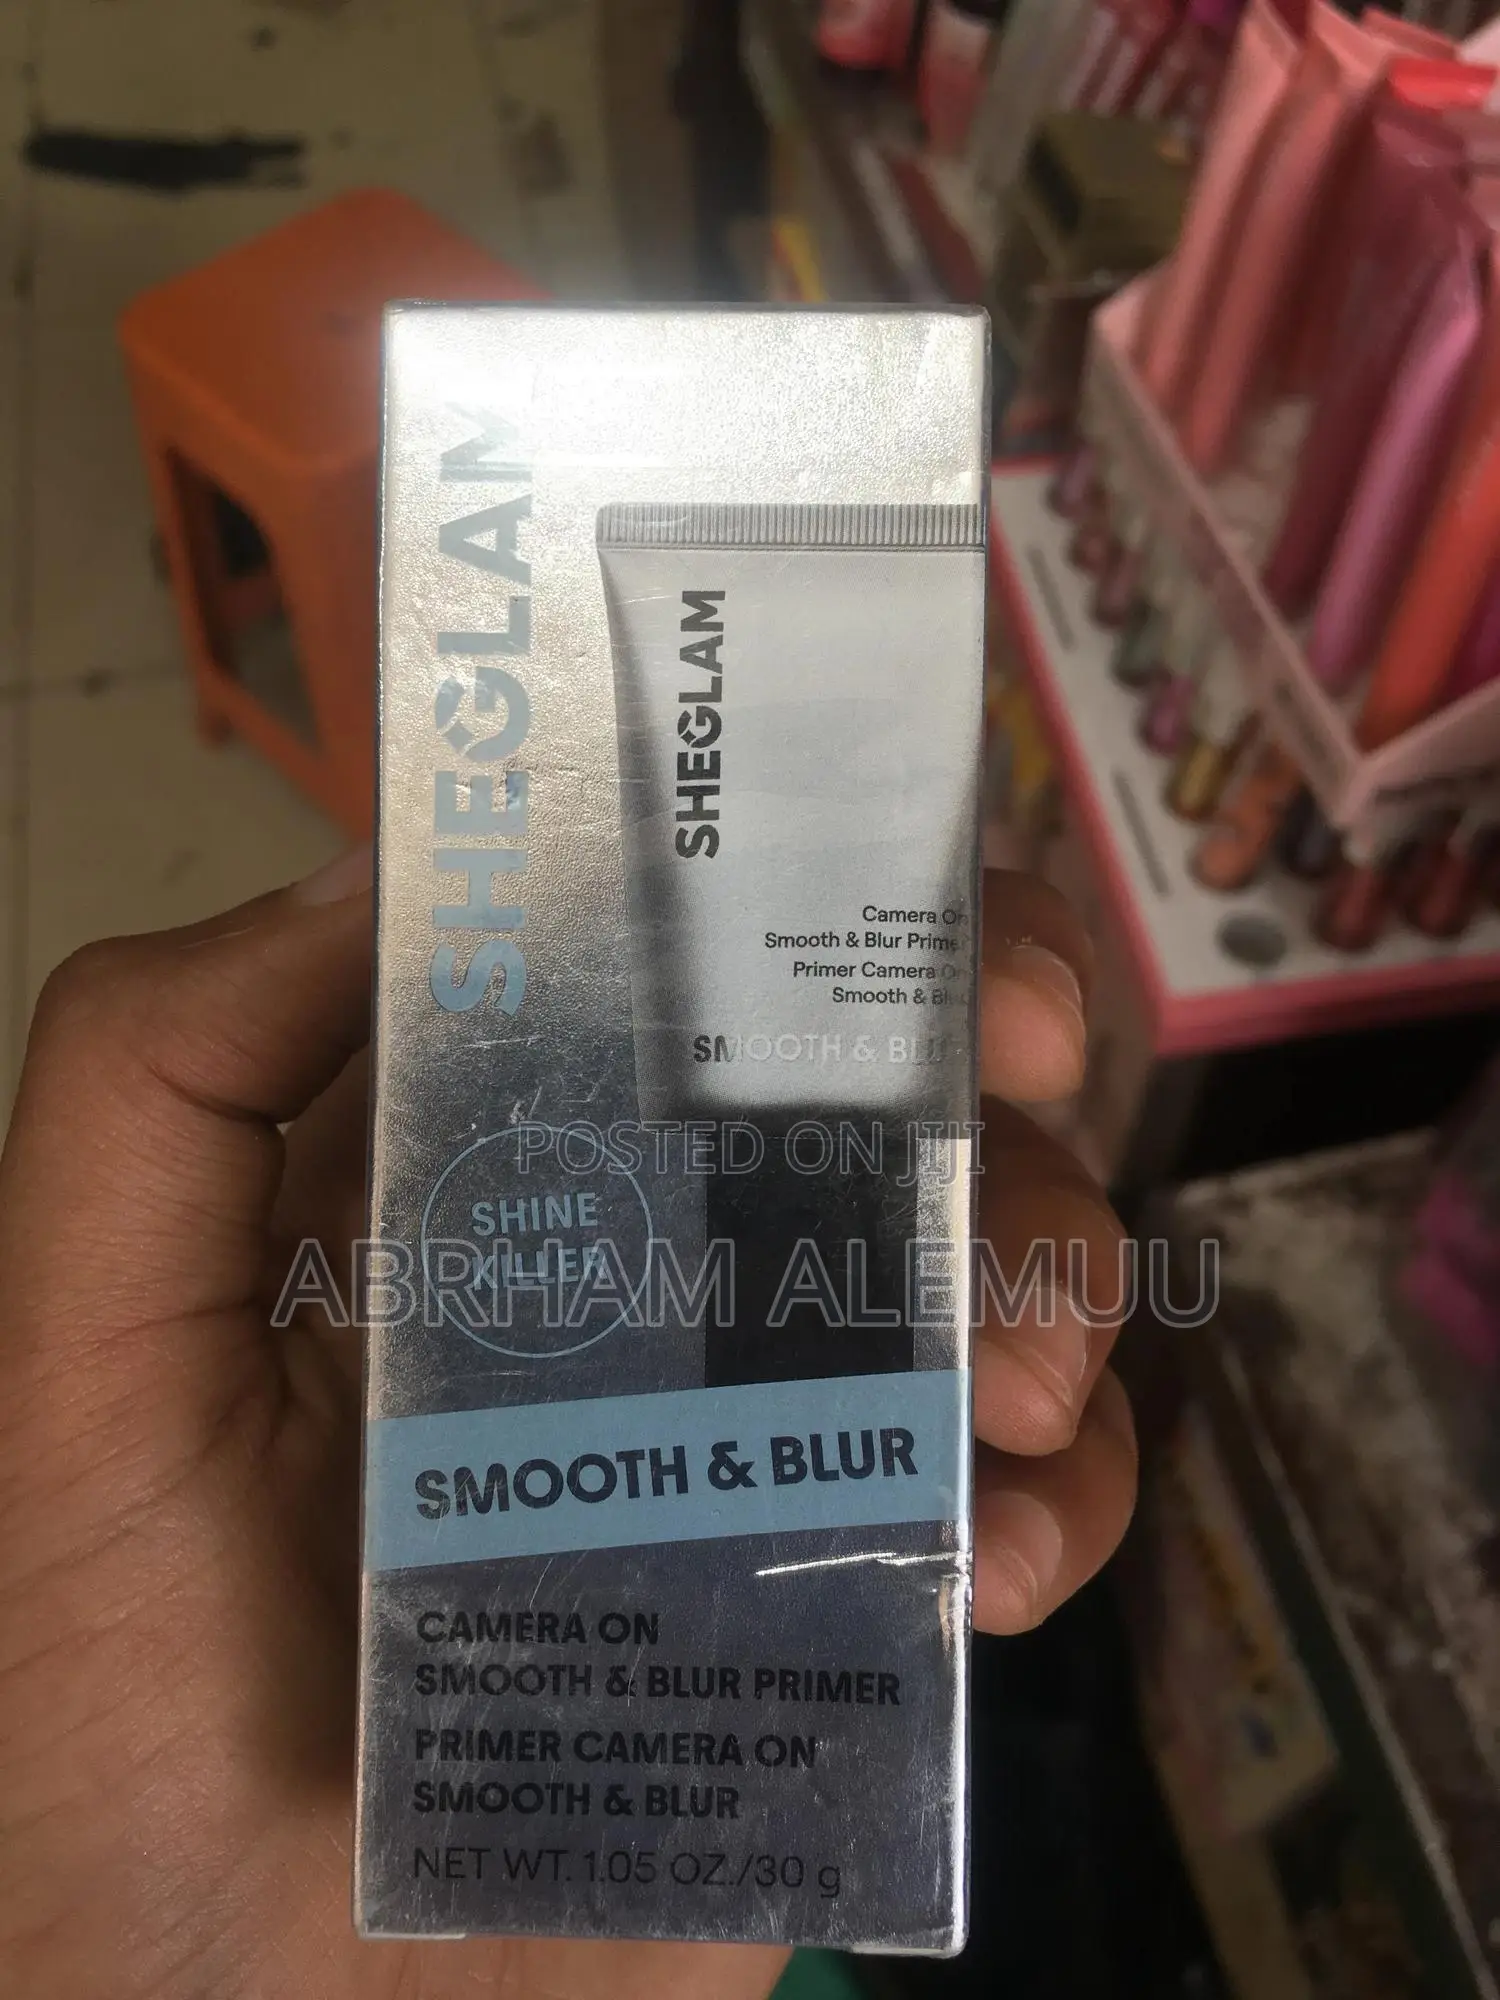 SHEGLAM
SHEGLAM
Camera On
Smooth & Blur Primer
Primer Camera On
Smooth & Blur
SMOOTH & BLUR
POSTED ON JIJI
SHINE
KILLER
ABRHAM ALEMUU
SMOOTH & BLUR
CAMERA ON
SMOOTH & BLUR PRIMER
PRIMER CAMERA ON
SMOOTH & BLUR
NET WT. 1.05 OZ./30 g